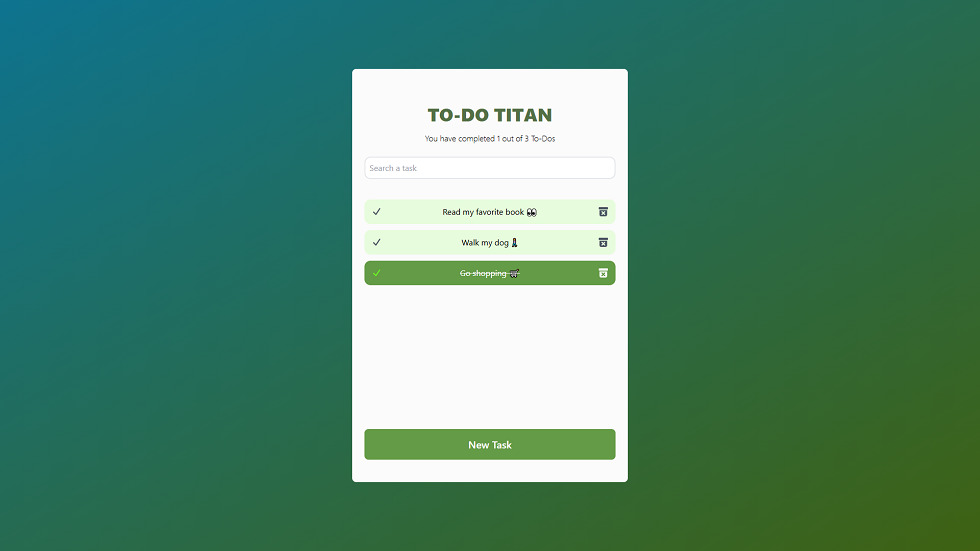 TO-DO TITAN
You have completed 1 out of 3 To-Dos
Search a task
Read my favorite book 👀
Walk my dog
Go shopping 🛒
New Task